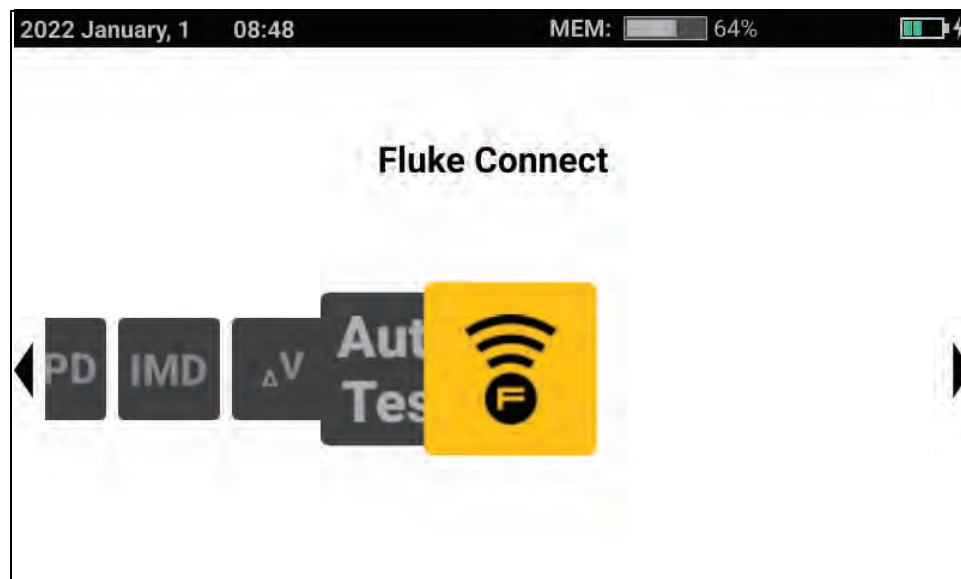 2022 January, 1 08:48 MEM: 64%
Fluke Connect
PD IMD ΔV Aut
Tes
F